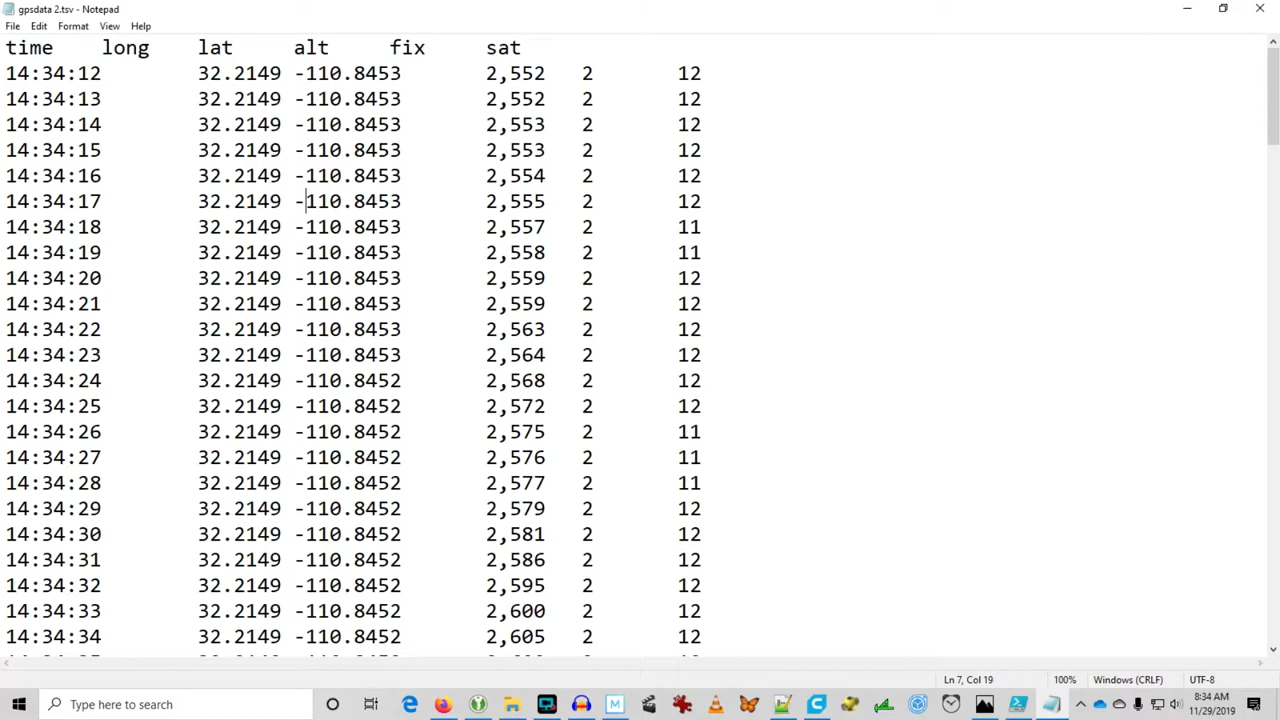 gpsdata 2.tsv - Notepad
File Edit Format View Help
time long lat alt fix sat
14:34:12 32.2149 -110.8453 2,552 2 12
14:34:13 32.2149 -110.8453 2,552 2 12
14:34:14 32.2149 -110.8453 2,553 2 12
14:34:15 32.2149 -110.8453 2,553 2 12
14:34:16 32.2149 -110.8453 2,554 2 12
14:34:17 32.2149 -110.8453 2,555 2 12
14:34:18 32.2149 -110.8453 2,557 2 11
14:34:19 32.2149 -110.8453 2,558 2 11
14:34:20 32.2149 -110.8453 2,559 2 12
14:34:21 32.2149 -110.8453 2,559 2 12
14:34:22 32.2149 -110.8453 2,563 2 12
14:34:23 32.2149 -110.8453 2,564 2 12
14:34:24 32.2149 -110.8452 2,568 2 12
14:34:25 32.2149 -110.8452 2,572 2 12
14:34:26 32.2149 -110.8452 2,575 2 11
14:34:27 32.2149 -110.8452 2,576 2 11
14:34:28 32.2149 -110.8452 2,577 2 11
14:34:29 32.2149 -110.8452 2,579 2 12
14:34:30 32.2149 -110.8452 2,581 2 12
14:34:31 32.2149 -110.8452 2,586 2 12
14:34:32 32.2149 -110.8452 2,595 2 12
14:34:33 32.2149 -110.8452 2,600 2 12
14:34:34 32.2149 -110.8452 2,605 2 12
Ln 7, Col 19 100% Windows (CRLF) UTF-8
Type here to search
8:34 AM
11/29/2019